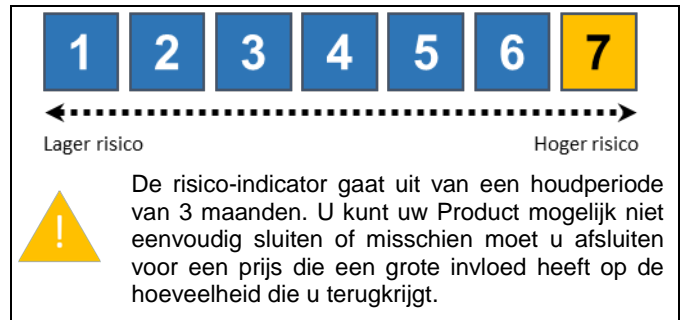 1 2 3 4 5 6 7
Lager risico Hoger risico
De risico-indicator gaat uit van een houdperiode
van 3 maanden. U kunt uw Product mogelijk niet
eenvoudig sluiten of misschien moet u afsluiten
voor een prijs die een grote invloed heeft op de
hoeveelheid die u terugkrijgt.
!